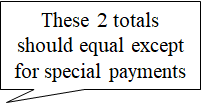 These 2 totals
should equal except
for special payments